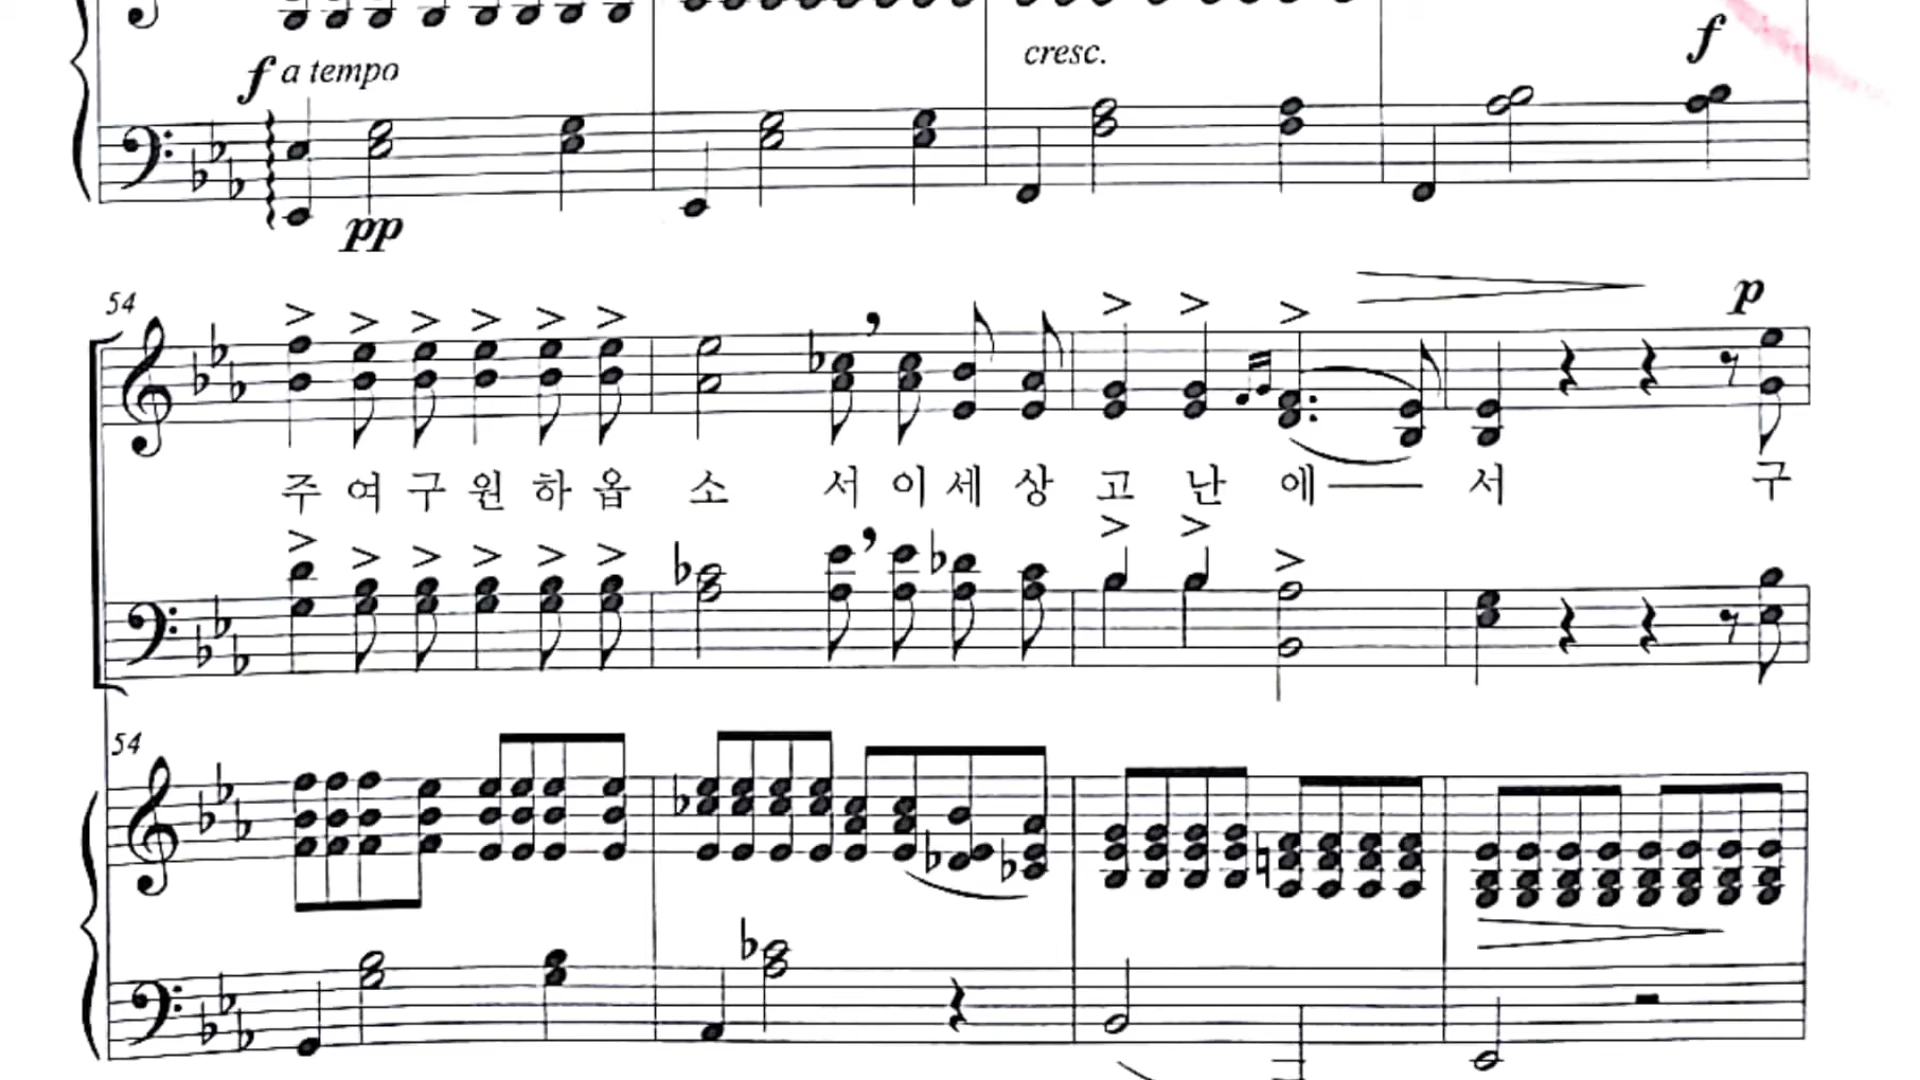 f a tempo
cresc.
f
pp
54
p
주 여 구 원 하 옵 소 서 이 세 상 고 난 에 서 구
54